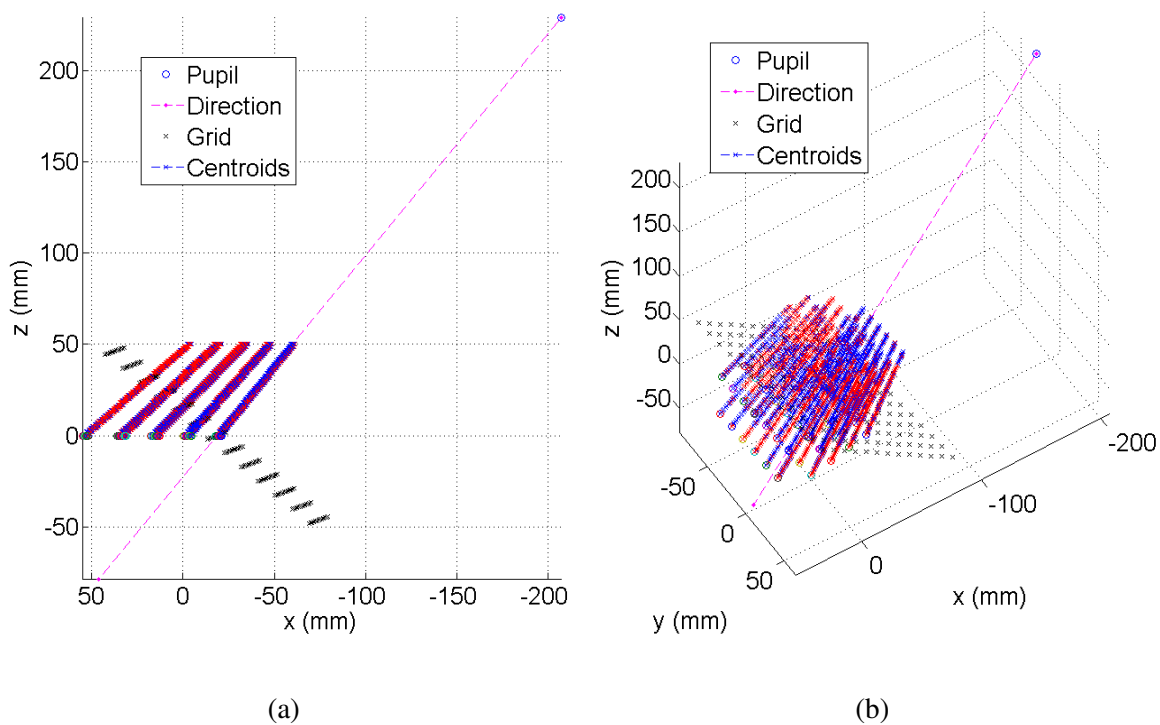 Pupil
Direction
Grid
Centroids
200
150
100
50
0
-50
z (mm)
50 0 -50 -100 -150 -200
x (mm)
(a)
Pupil
Direction
Grid
Centroids
200
150
100
50
0
-50
z (mm)
-50
0
50
y (mm)
-200
-100
0
x (mm)
(b)